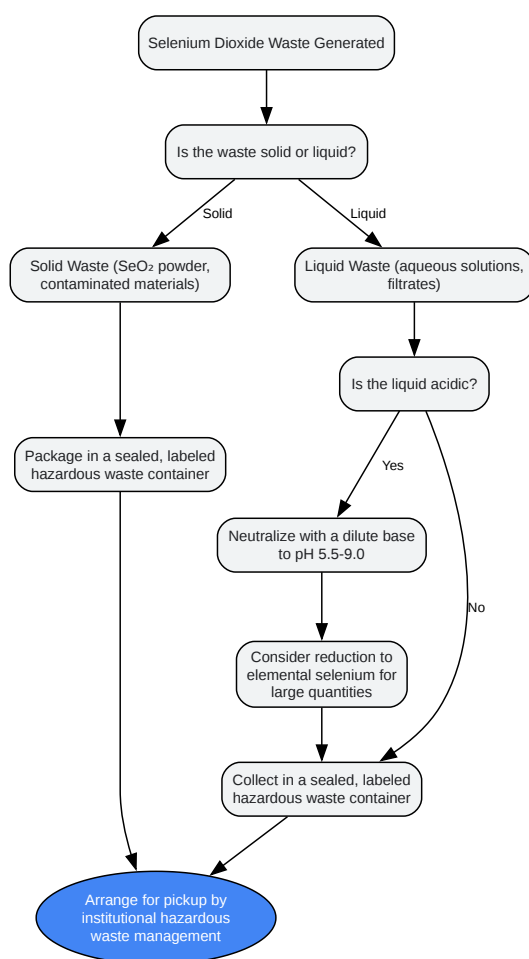 Selenium Dioxide Waste Generated
Is the waste solid or liquid?
Solid
Liquid
Solid Waste (SeO₂ powder,
contaminated materials)
Liquid Waste (aqueous solutions,
filtrates)
Is the liquid acidic?
Package in a sealed, labeled
hazardous waste container
Yes
Neutralize with a dilute base
to pH 5.5-9.0
No
Consider reduction to
elemental selenium for
large quantities
Collect in a sealed, labeled
hazardous waste container
Arrange for pickup by
institutional hazardous
waste management